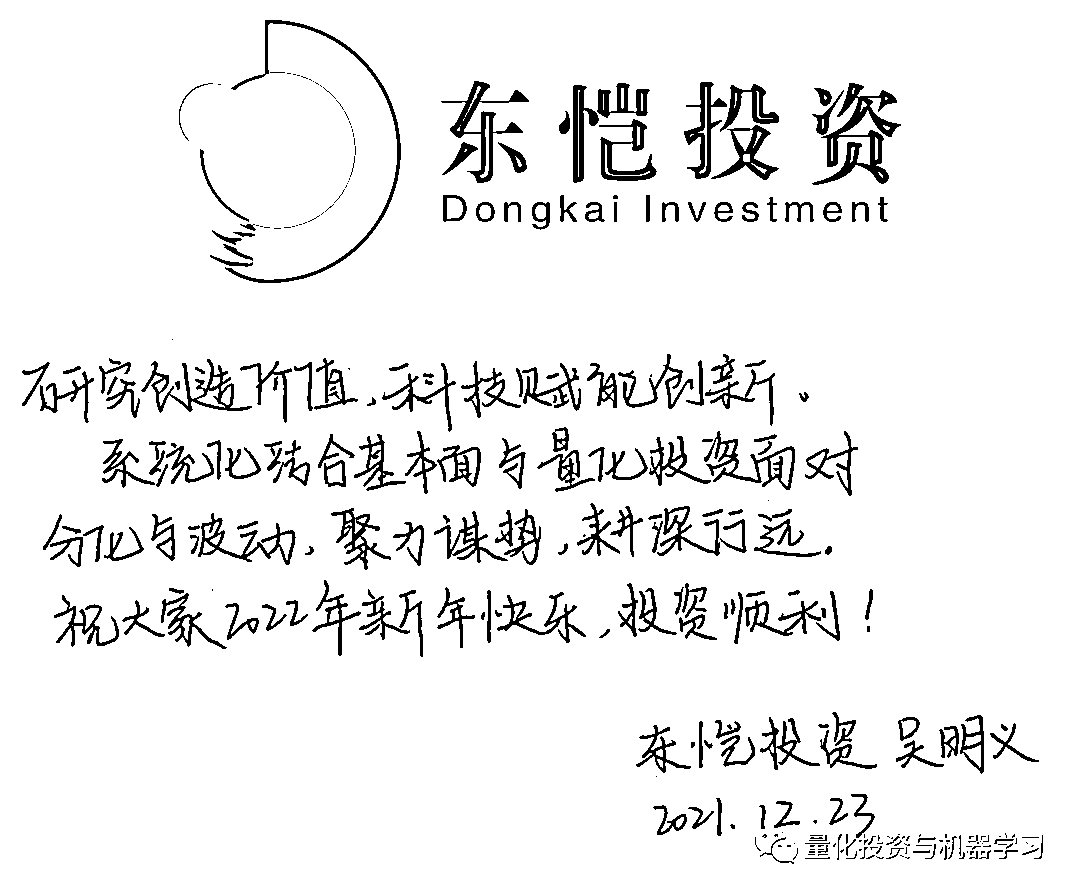 东恺投资
Dongkai Investment
研究创造价值,科技赋能创新。
系统化结合基本面与量化投资面对
分化与波动,聚力谋势,耕深行远.
祝大家2022年新年快乐,投资顺利!
东恺投资 吴明义
2021.12.23
量化投资与机器学习